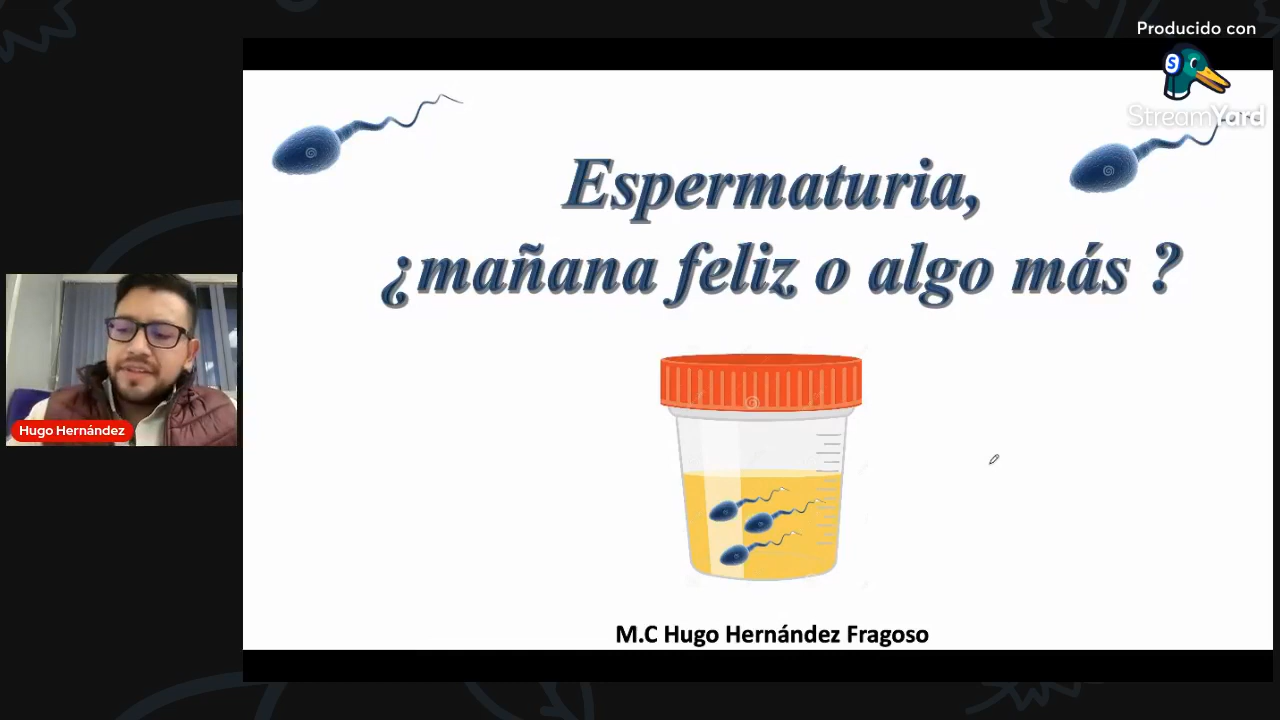 Producido con
StreamYard
Espermaturia,
¿mañana feliz o algo más ?
Hugo Hernández
M.C Hugo Hernández Fragoso